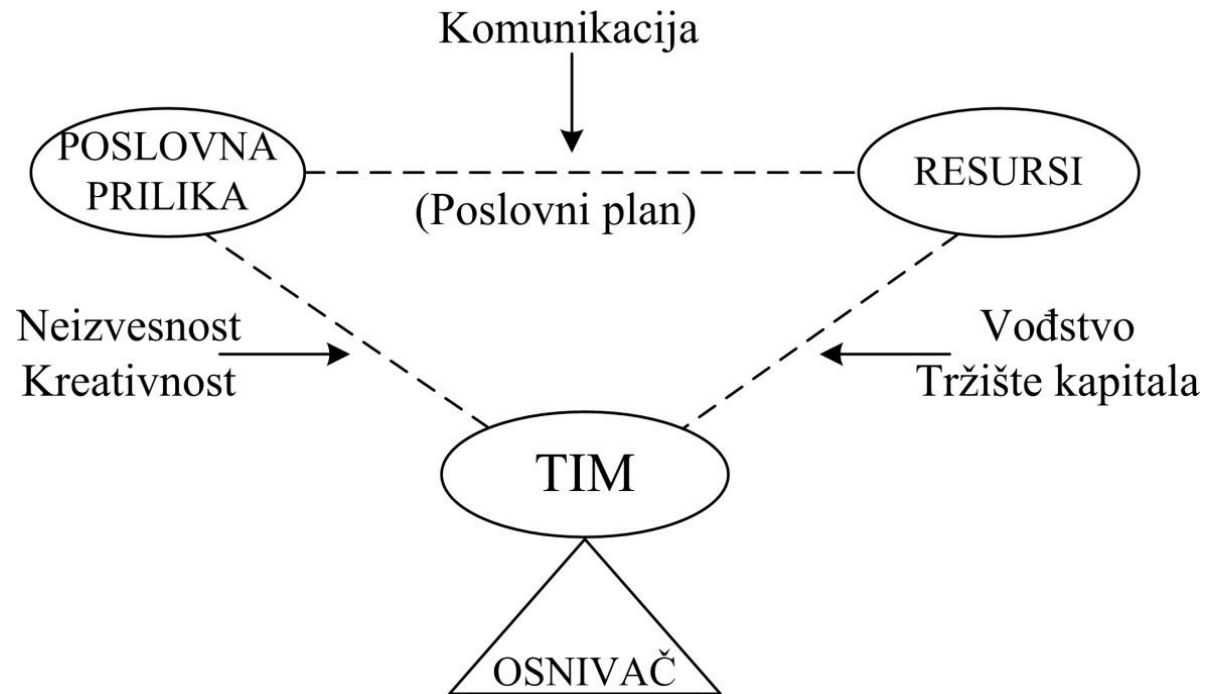 Komunikacija
POSLOVNA
PRILIKA
RESURSI
(Poslovni plan)
Neizvesnost
Kreativnost
Vođstvo
Tržište kapitala
TIM
OSNIVAČ